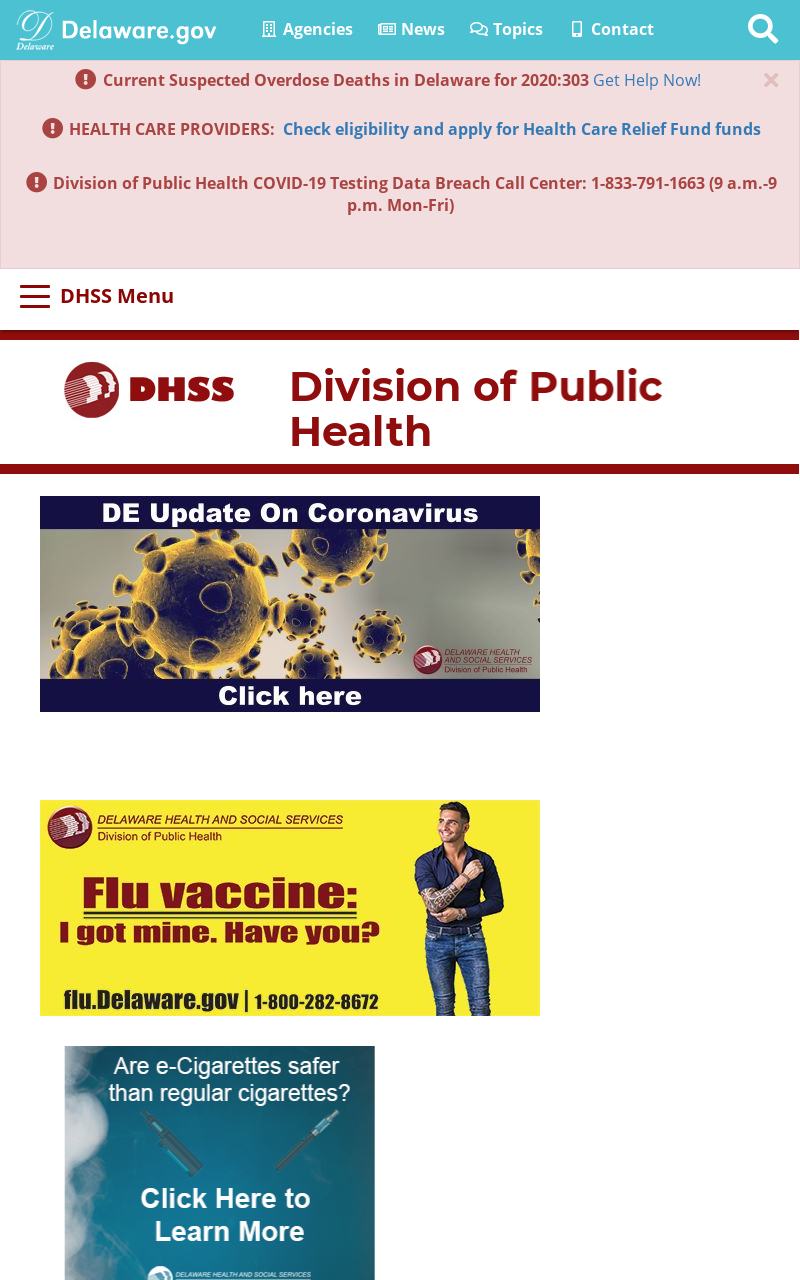 Delaware
Delaware.gov Agencies News Topics Contact
Current Suspected Overdose Deaths in Delaware for 2020:303 Get Help Now! ×
HEALTH CARE PROVIDERS: Check eligibility and apply for Health Care Relief Fund funds
Division of Public Health COVID-19 Testing Data Breach Call Center: 1-833-791-1663 (9 a.m.-9
p.m. Mon-Fri)
DHSS Menu
DHSS
Division of Public
Health
DE Update On Coronavirus
DELAWARE HEALTH
AND SOCIAL SERVICES
Division of Public Health
Click here
DELAWARE HEALTH AND SOCIAL SERVICES
Division of Public Health
Flu vaccine:
I got mine. Have you?
flu.Delaware.gov | 1-800-282-8672
Are e-Cigarettes safer
than regular cigarettes?
Click Here to
Learn More
DELAWARE HEALTH AND SOCIAL SERVICES